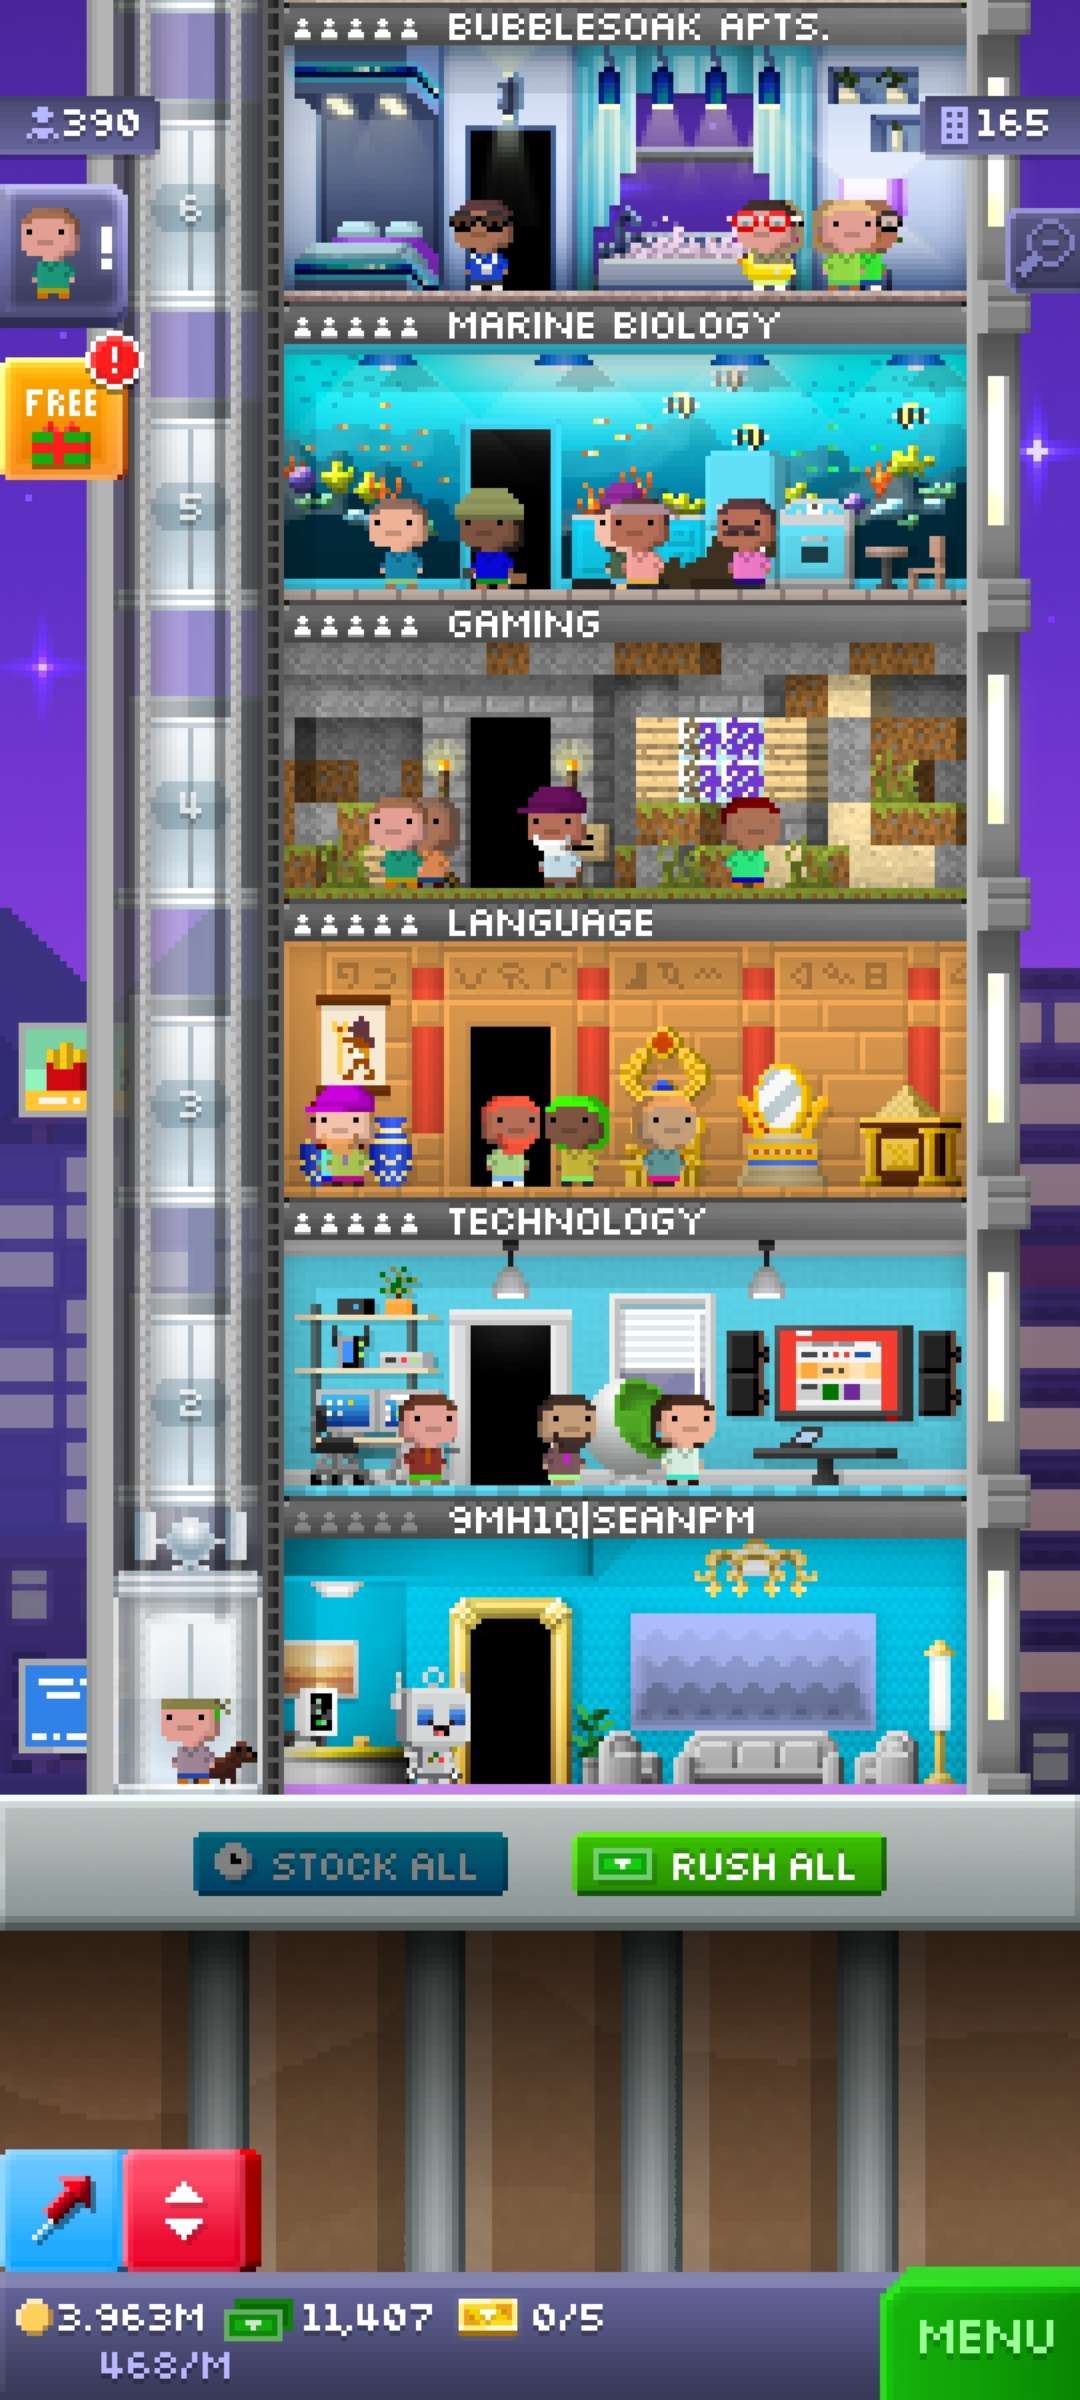 BUBBLESOAK APTS.
390
165
6
!
!
FREE
MARINE BIOLOGY
5
GAMING
4
LANGUAGE
3
TECHNOLOGY
2
9MH1Q|SEANPM
STOCK ALL
RUSH ALL
3.963M
11,407
0/5
468/M
MENU